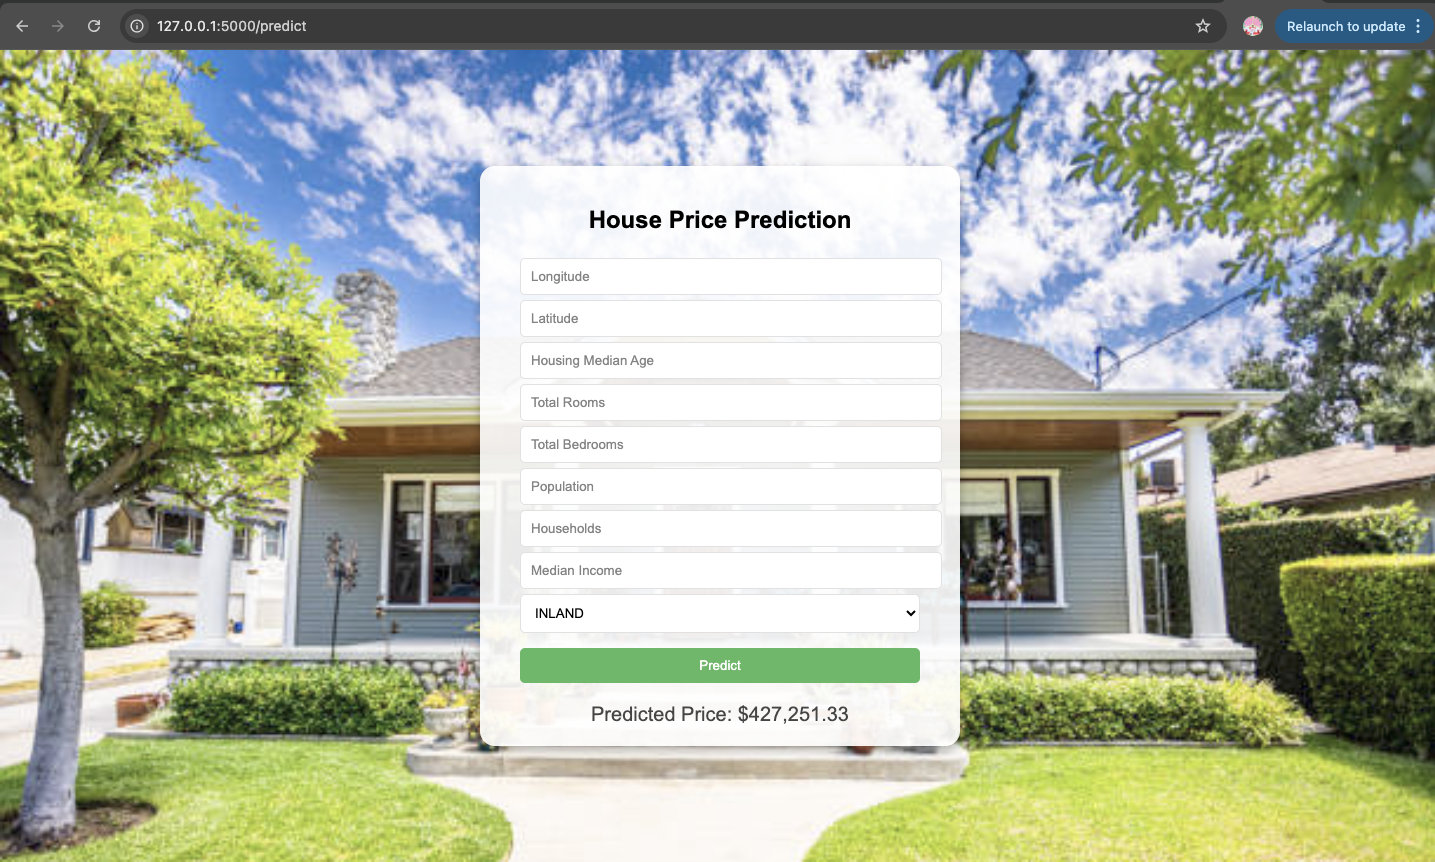 127.0.0.1:5000/predict
Relaunch to update
House Price Prediction
Longitude
Latitude
Housing Median Age
Total Rooms
Total Bedrooms
Population
Households
Median Income
INLAND
Predict
Predicted Price: $427,251.33